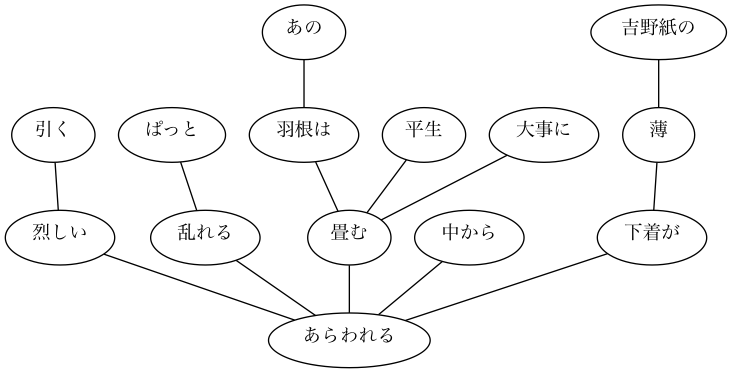 あの
吉野紙の
引く
ぱっと
羽根は
平生
大事に
薄
烈しい
乱れる
畳む
中から
下着が
あらわれる